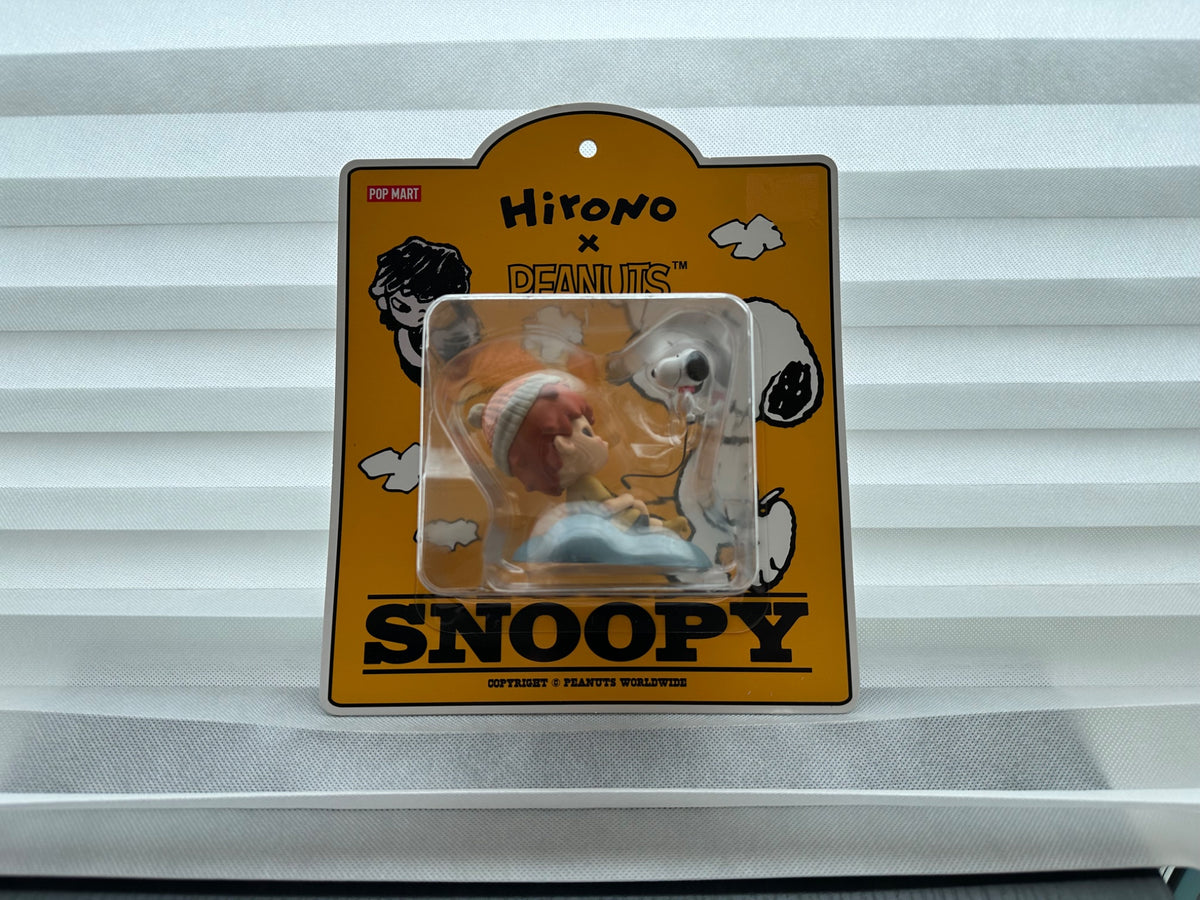 POP MART
Hirono
×
PEANUTS™
SNOOPY
COPYRIGHT © PEANUTS WORLDWIDE